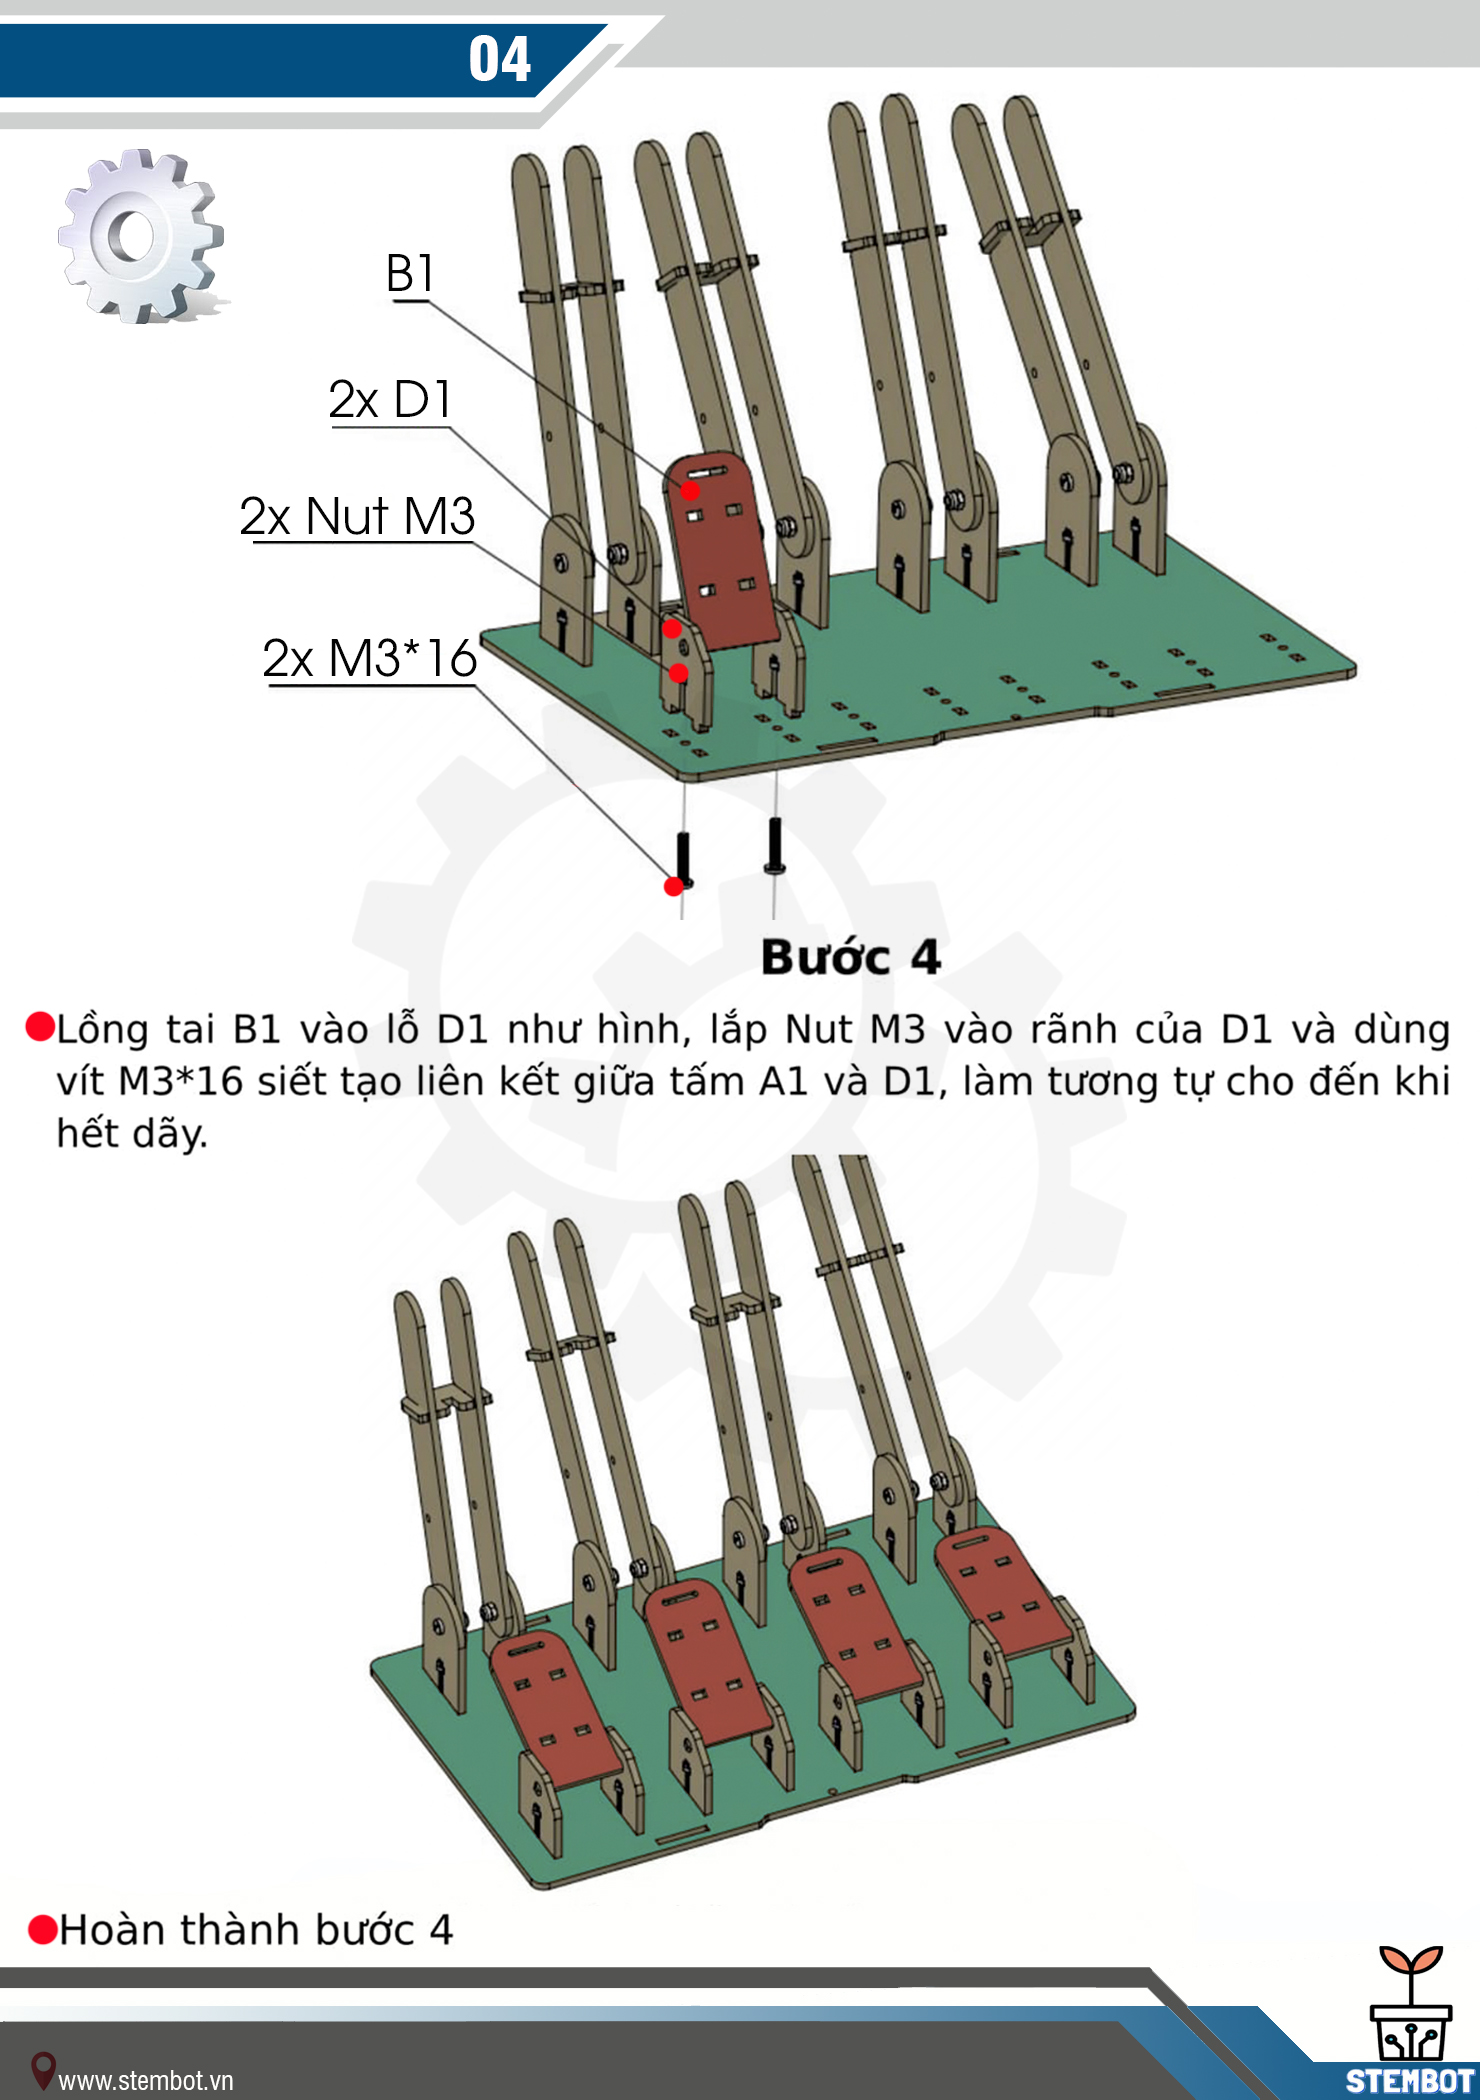 04
B1
2x D1
2x Nut M3
2x M3*16
Bước 4
Lồng tai B1 vào lỗ D1 như hình, lắp Nut M3 vào rãnh của D1 và dùng
vít M3*16 siết tạo liên kết giữa tấm A1 và D1, làm tương tự cho đến khi
hết dãy.
Hoàn thành bước 4
www.stembot.vn
STEMBOT